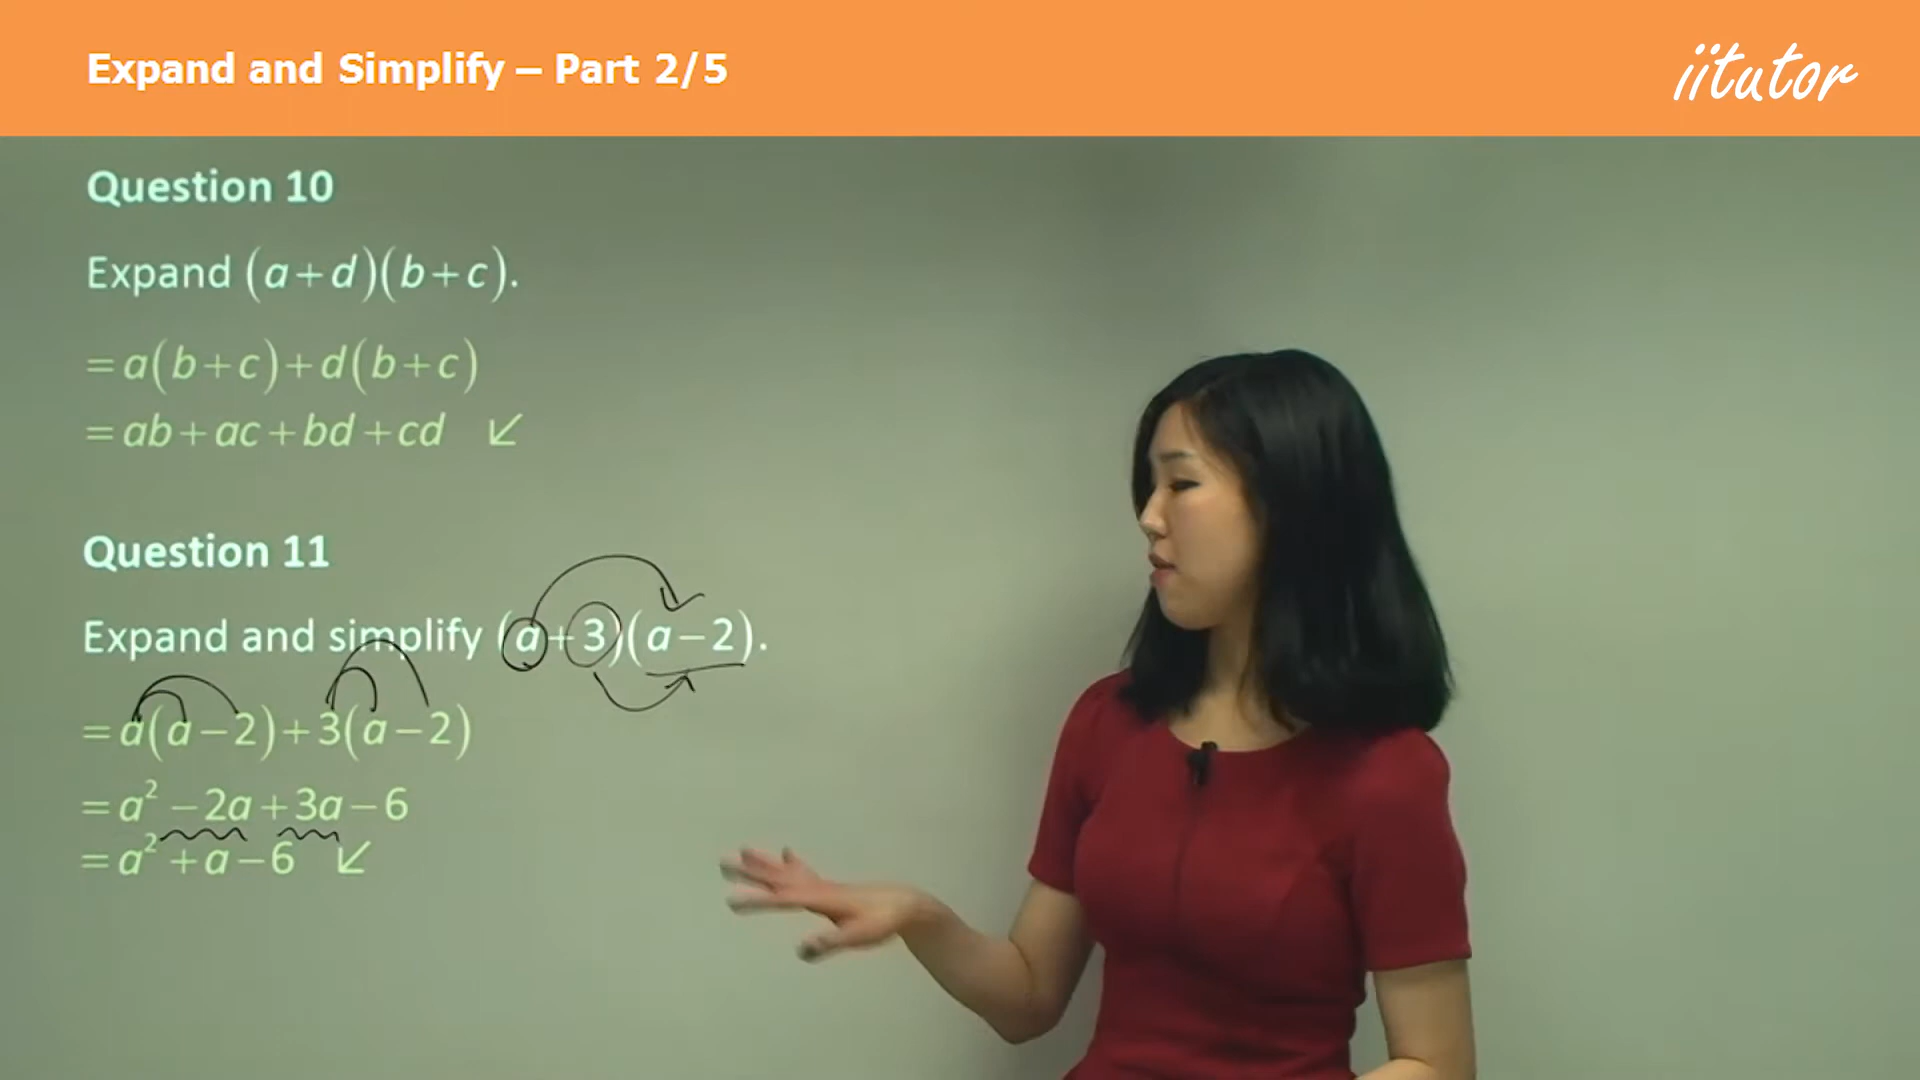 Expand and Simplify – Part 2/5
iitutor
Question 10
Expand (a+d)(b+c).
=a(b+c)+d(b+c)
=ab+ac+bd+cd
Question 11
Expand and simplify (a+3)(a−2).
=a(a−2)+3(a−2)
=a²−2a+3a−6
=a²+a−6